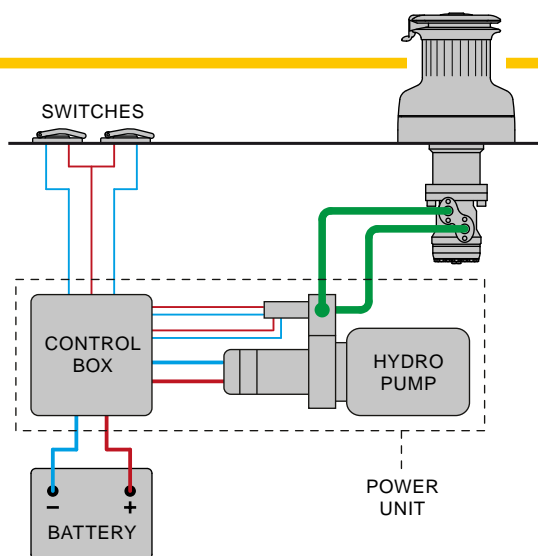 SWITCHES
CONTROL
BOX
HYDRO
PUMP
POWER
UNIT
− +
BATTERY